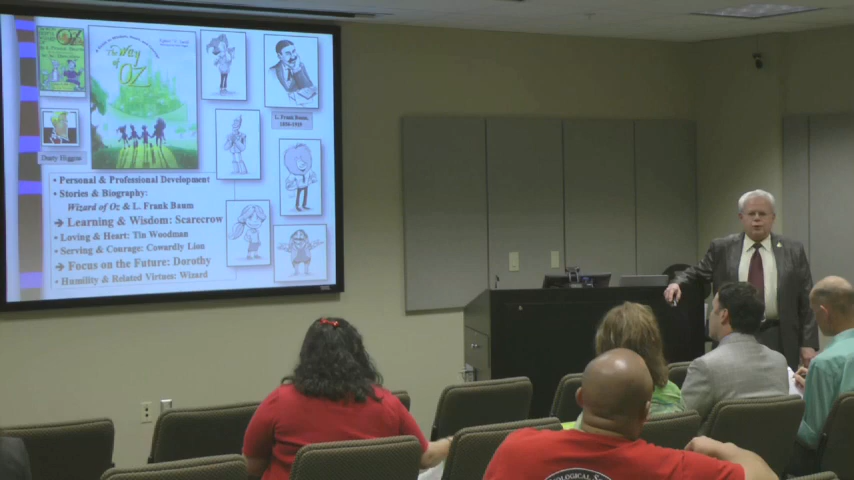 The Way
of
OZ
Dusty Higgins
L. Frank Baum,
1856-1919
• Personal & Professional Development
• Stories & Biography:
Wizard of Oz & L. Frank Baum
➔ Learning & Wisdom: Scarecrow
• Loving & Heart: Tin Woodman
• Serving & Courage: Cowardly Lion
➔ Focus on the Future: Dorothy
• Humility & Related Virtues: Wizard